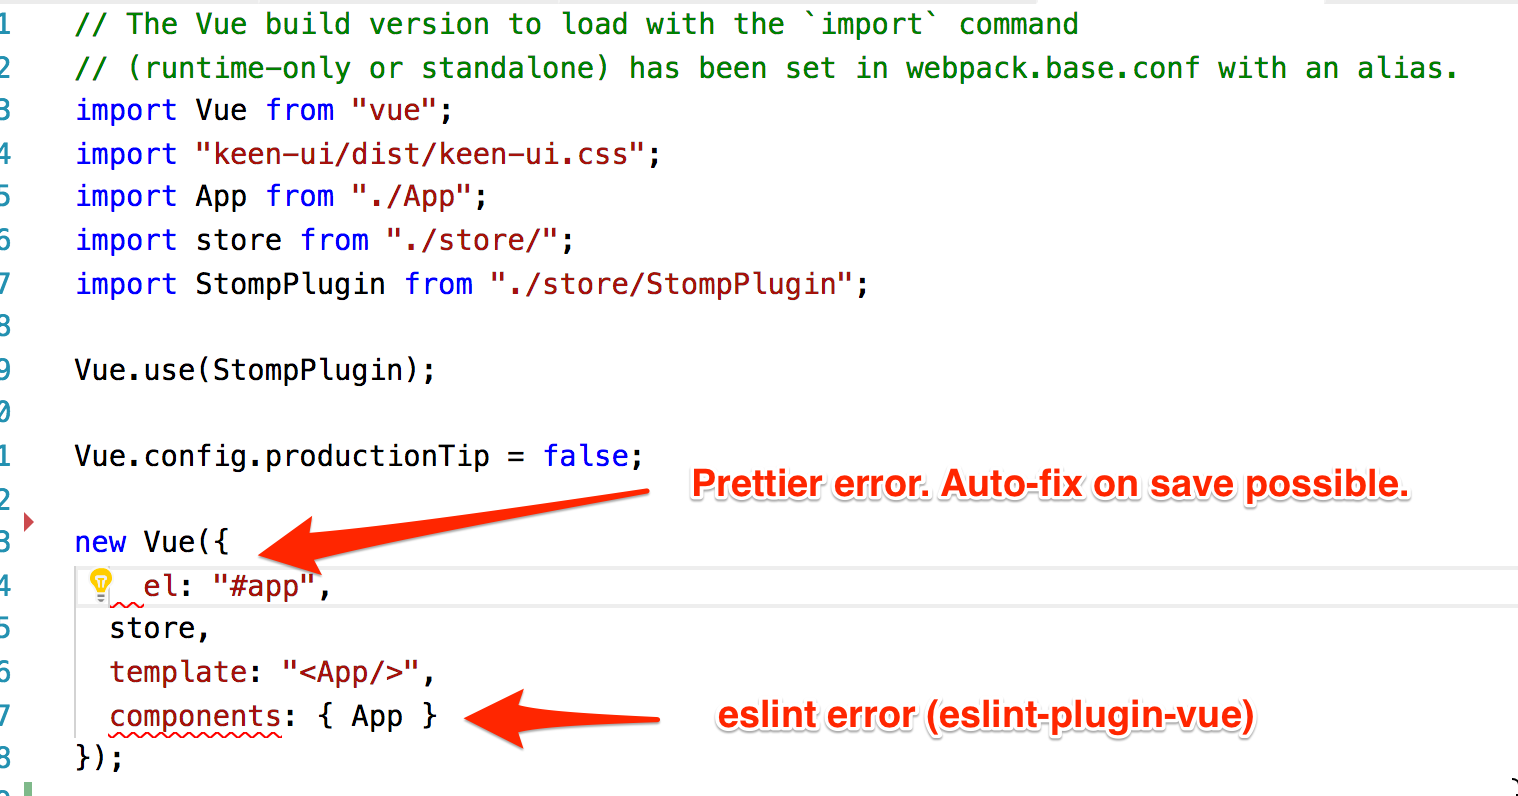 1 // The Vue build version to load with the `import` command
2 // (runtime-only or standalone) has been set in webpack.base.conf with an alias.
3 import Vue from "vue";
4 import "keen-ui/dist/keen-ui.css";
5 import App from "./App";
6 import store from "./store/";
7 import StompPlugin from "./store/StompPlugin";
8
9 Vue.use(StompPlugin);
0
1 Vue.config.productionTip = false;
Prettier error. Auto-fix on save possible.
2
3 new Vue({
4 el: "#app",
5 store,
6 template: "<App/>",
7 components: { App }
eslint error (eslint-plugin-vue)
8 });